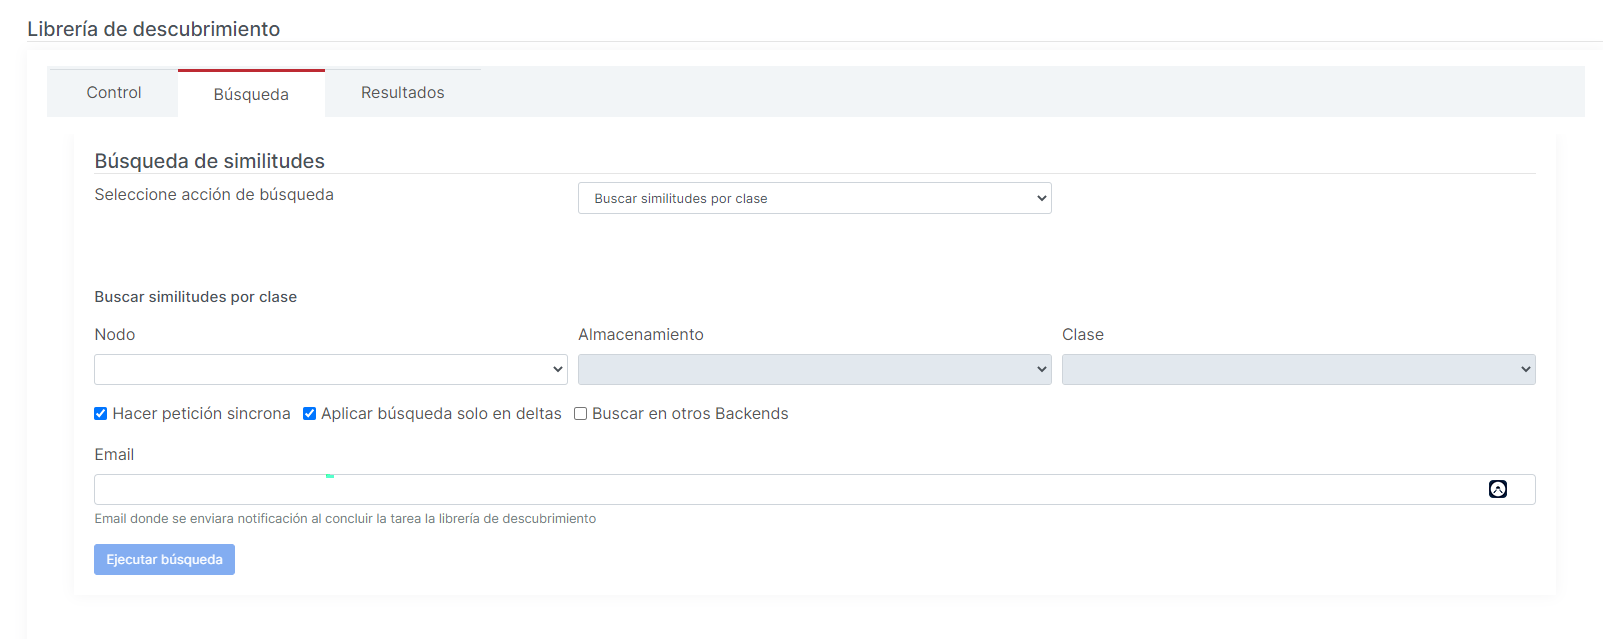 Librería de descubrimiento
Control Búsqueda Resultados
Búsqueda de similitudes
Seleccione acción de búsqueda Buscar similitudes por clase
Buscar similitudes por clase
Nodo Almacenamiento Clase
Hacer petición sincrona Aplicar búsqueda solo en deltas Buscar en otros Backends
Email
Email donde se enviara notificación al concluir la tarea la librería de descubrimiento
Ejecutar búsqueda